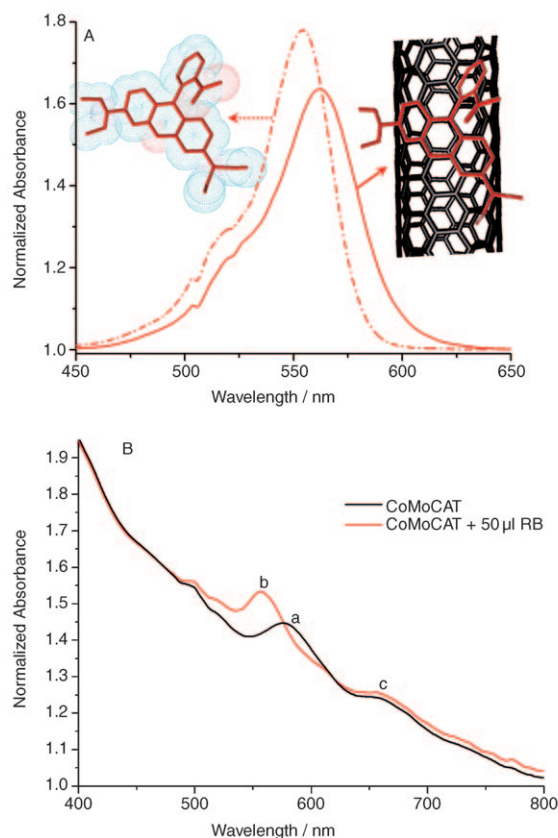 A
1.8
1.6
1.4
1.2
1.0
Normalized Absorbance
450 500 550 600 650
Wavelength / nm
B
1.9
1.8
1.7
1.6
1.5
1.4
1.3
1.2
1.1
1.0
Normalized Absorbance
CoMoCAT
CoMoCAT + 50 µl RB
b
a
c
400 500 600 700 800
Wavelength / nm